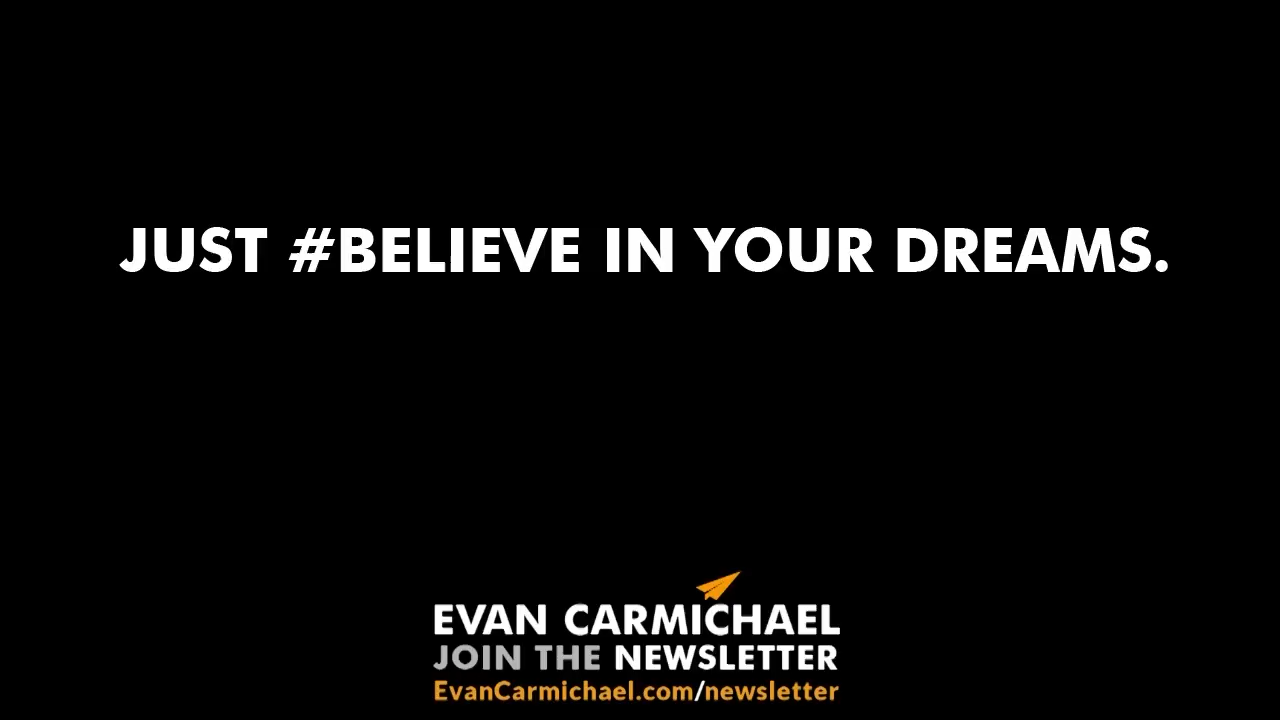 JUST #BELIEVE IN YOUR DREAMS.
EVAN CARMICHAEL
JOIN THE NEWSLETTER
EvanCarmichael.com/newsletter